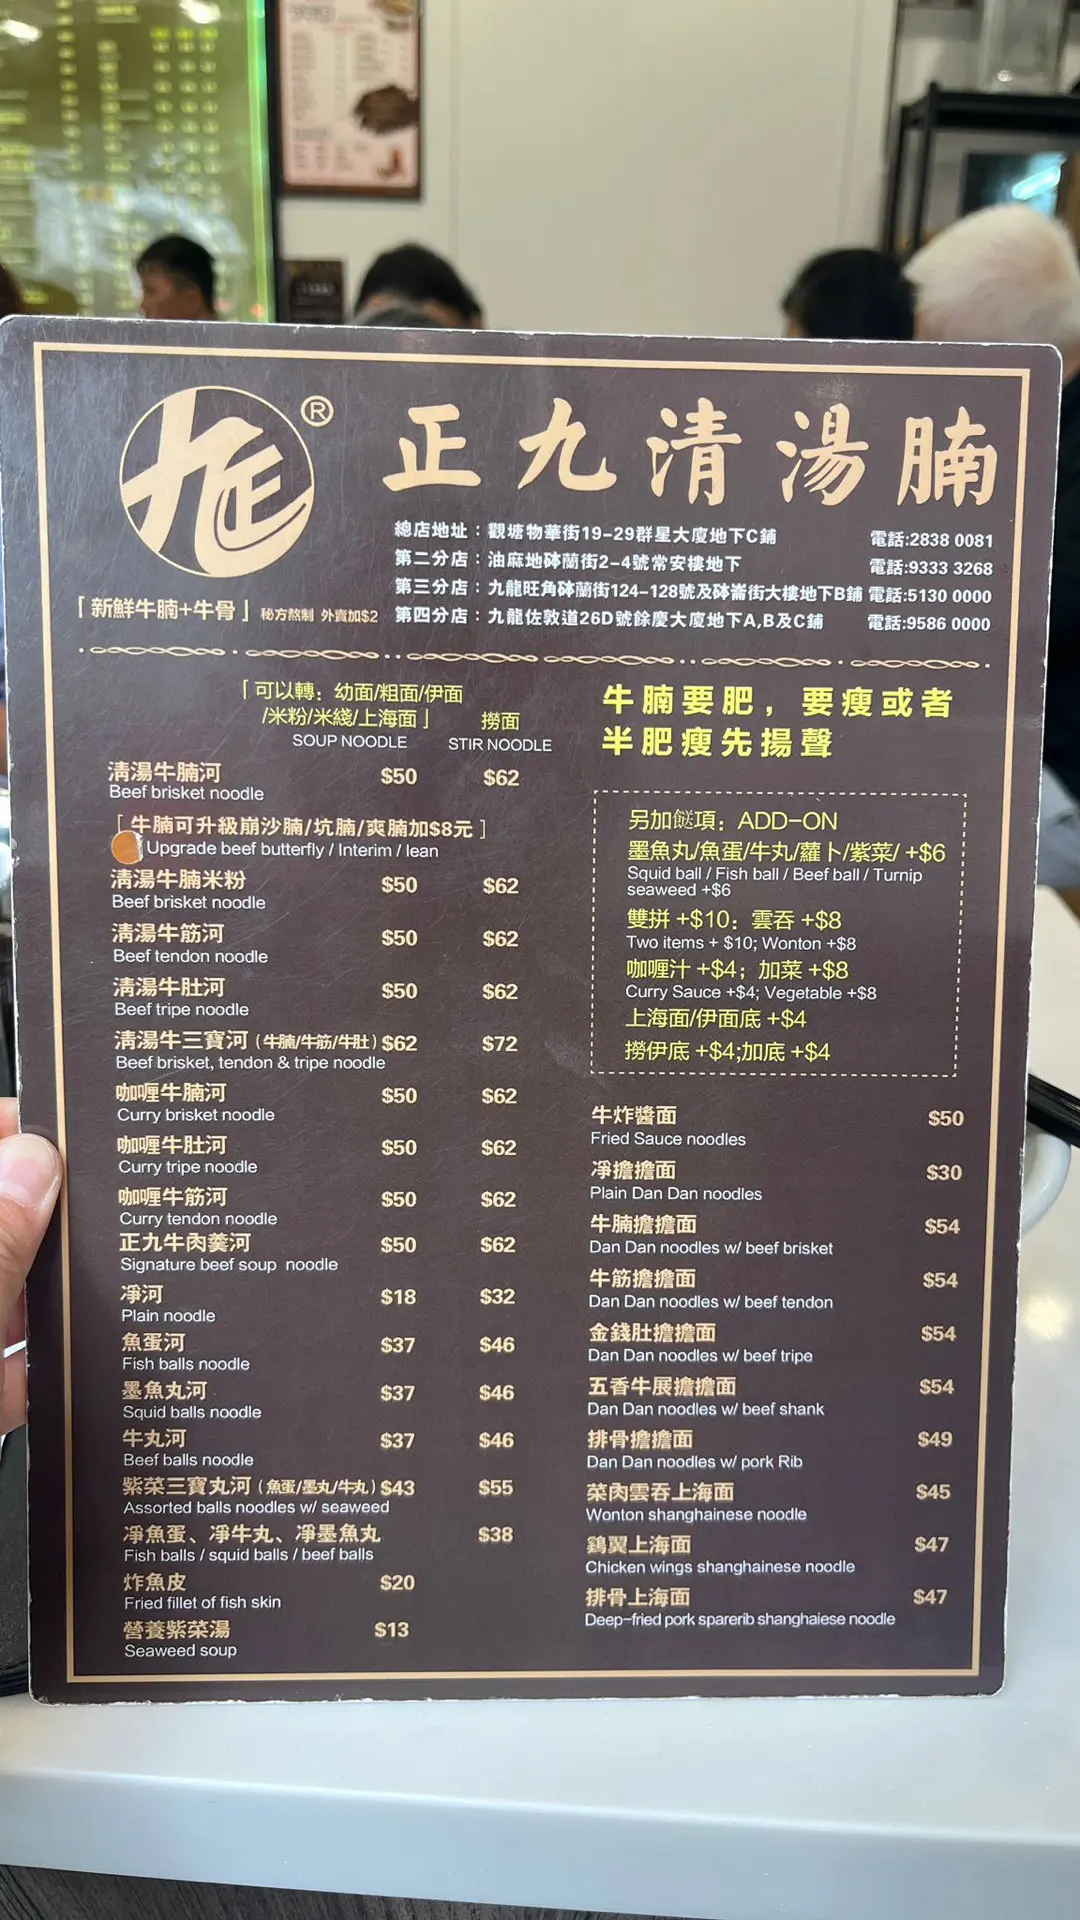 正九清湯腩
®
總店地址：觀塘物華街19-29群星大廈地下C鋪 電話:2838 0081
第二分店：油麻地砵蘭街2-4號常安樓地下 電話:9333 3268
第三分店：九龍旺角砵蘭街124-128號及砵崙街大樓地下B鋪 電話:5130 0000
第四分店：九龍佐敦道26D號餘慶大廈地下A,B及C鋪 電話:9586 0000
「新鮮牛腩+牛骨」秘方熬制 外賣加$2
「可以轉：幼面/粗面/伊面
/米粉/米綫/上海面」 撈面
SOUP NOODLE STIR NOODLE
清湯牛腩河 $50 $62
Beef brisket noodle
[牛腩可升級崩沙腩/坑腩/爽腩加$8元]
Upgrade beef butterfly / Interim / lean
清湯牛腩米粉 $50 $62
Beef brisket noodle
清湯牛筋河 $50 $62
Beef tendon noodle
清湯牛肚河 $50 $62
Beef tripe noodle
清湯牛三寶河(牛腩/牛筋/牛肚) $62 $72
Beef brisket, tendon & tripe noodle
咖喱牛腩河 $50 $62
Curry brisket noodle
咖喱牛肚河 $50 $62
Curry tripe noodle
咖喱牛筋河 $50 $62
Curry tendon noodle
正九牛肉羮河 $50 $62
Signature beef soup noodle
淨河 $18 $32
Plain noodle
魚蛋河 $37 $46
Fish balls noodle
墨魚丸河 $37 $46
Squid balls noodle
牛丸河 $37 $46
Beef balls noodle
紫菜三寶丸河(魚蛋/墨丸/牛丸) $43 $55
Assorted balls noodles w/ seaweed
淨魚蛋、淨牛丸、淨墨魚丸 $38
Fish balls / squid balls / beef balls
炸魚皮 $20
Fried fillet of fish skin
營養紫菜湯 $13
Seaweed soup
牛腩要肥，要瘦或者
半肥瘦先揚聲
另加餸項：ADD-ON
墨魚丸/魚蛋/牛丸/蘿卜/紫菜/ +$6
Squid ball / Fish ball / Beef ball / Turnip
seaweed +$6
雙拼 +$10：雲吞 +$8
Two items + $10; Wonton +$8
咖喱汁 +$4；加菜 +$8
Curry Sauce +$4; Vegetable +$8
上海面/伊面底 +$4
撈伊底 +$4;加底 +$4
牛炸醬面 $50
Fried Sauce noodles
淨擔擔面 $30
Plain Dan Dan noodles
牛腩擔擔面 $54
Dan Dan noodles w/ beef brisket
牛筋擔擔面 $54
Dan Dan noodles w/ beef tendon
金錢肚擔擔面 $54
Dan Dan noodles w/ beef tripe
五香牛展擔擔面 $54
Dan Dan noodles w/ beef shank
排骨擔擔面 $49
Dan Dan noodles w/ pork Rib
菜肉雲吞上海面 $45
Wonton shanghainese noodle
鷄翼上海面 $47
Chicken wings shanghainese noodle
排骨上海面 $47
Deep-fried pork sparerib shanghaiese noodle